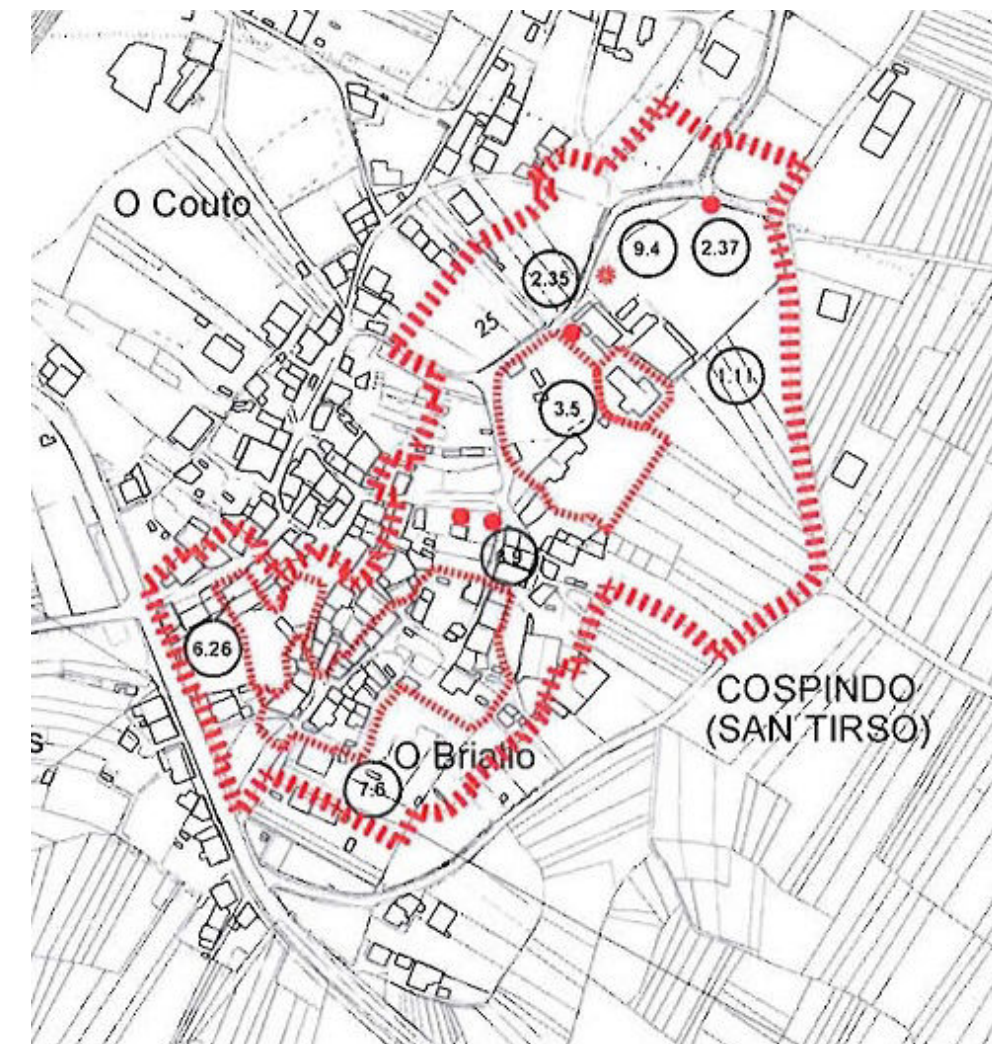 O Couto
9.4
2.37
2.35
25
1.11
3.5
6.26
COSPINDO
(SAN TIRSO)
S
O Briallo
7.6